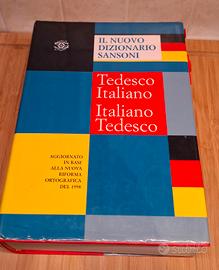 IL NUOVO
DIZIONARIO
SANSONI
Tedesco
Italiano
Italiano
Tedesco
AGGIORNATO
IN BASE
ALLA NUOVA
RIFORMA
ORTOGRAFICA
DEL 1998